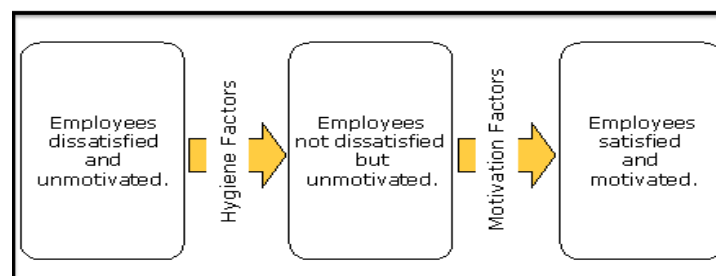 Employees
dissatisfied
and
unmotivated.
Hygiene Factors
Employees
not dissatisfied
but
unmotivated.
Motivation Factors
Employees
satisfied
and
motivated.